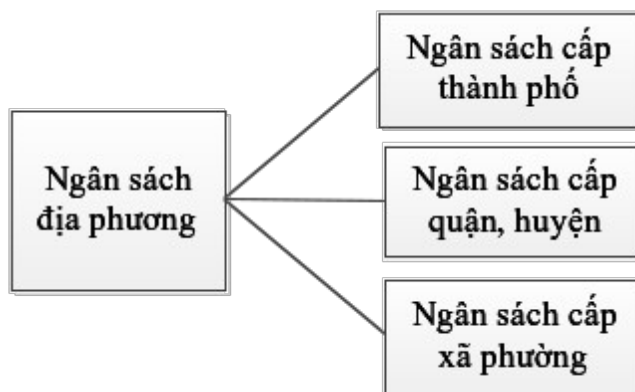 Ngân sách
địa phương
Ngân sách cấp
thành phố
Ngân sách cấp
quận, huyện
Ngân sách cấp
xã phường